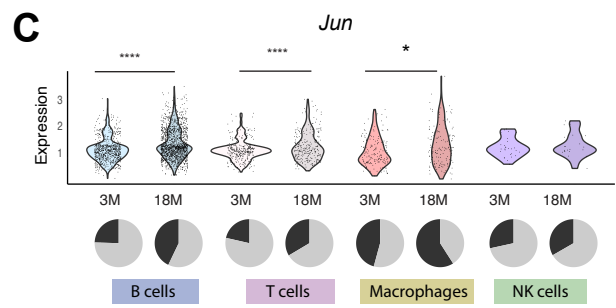 C
Jun
**** **** *
Expression
3
2
1
3M 18M 3M 18M 3M 18M 3M 18M
B cells T cells Macrophages NK cells